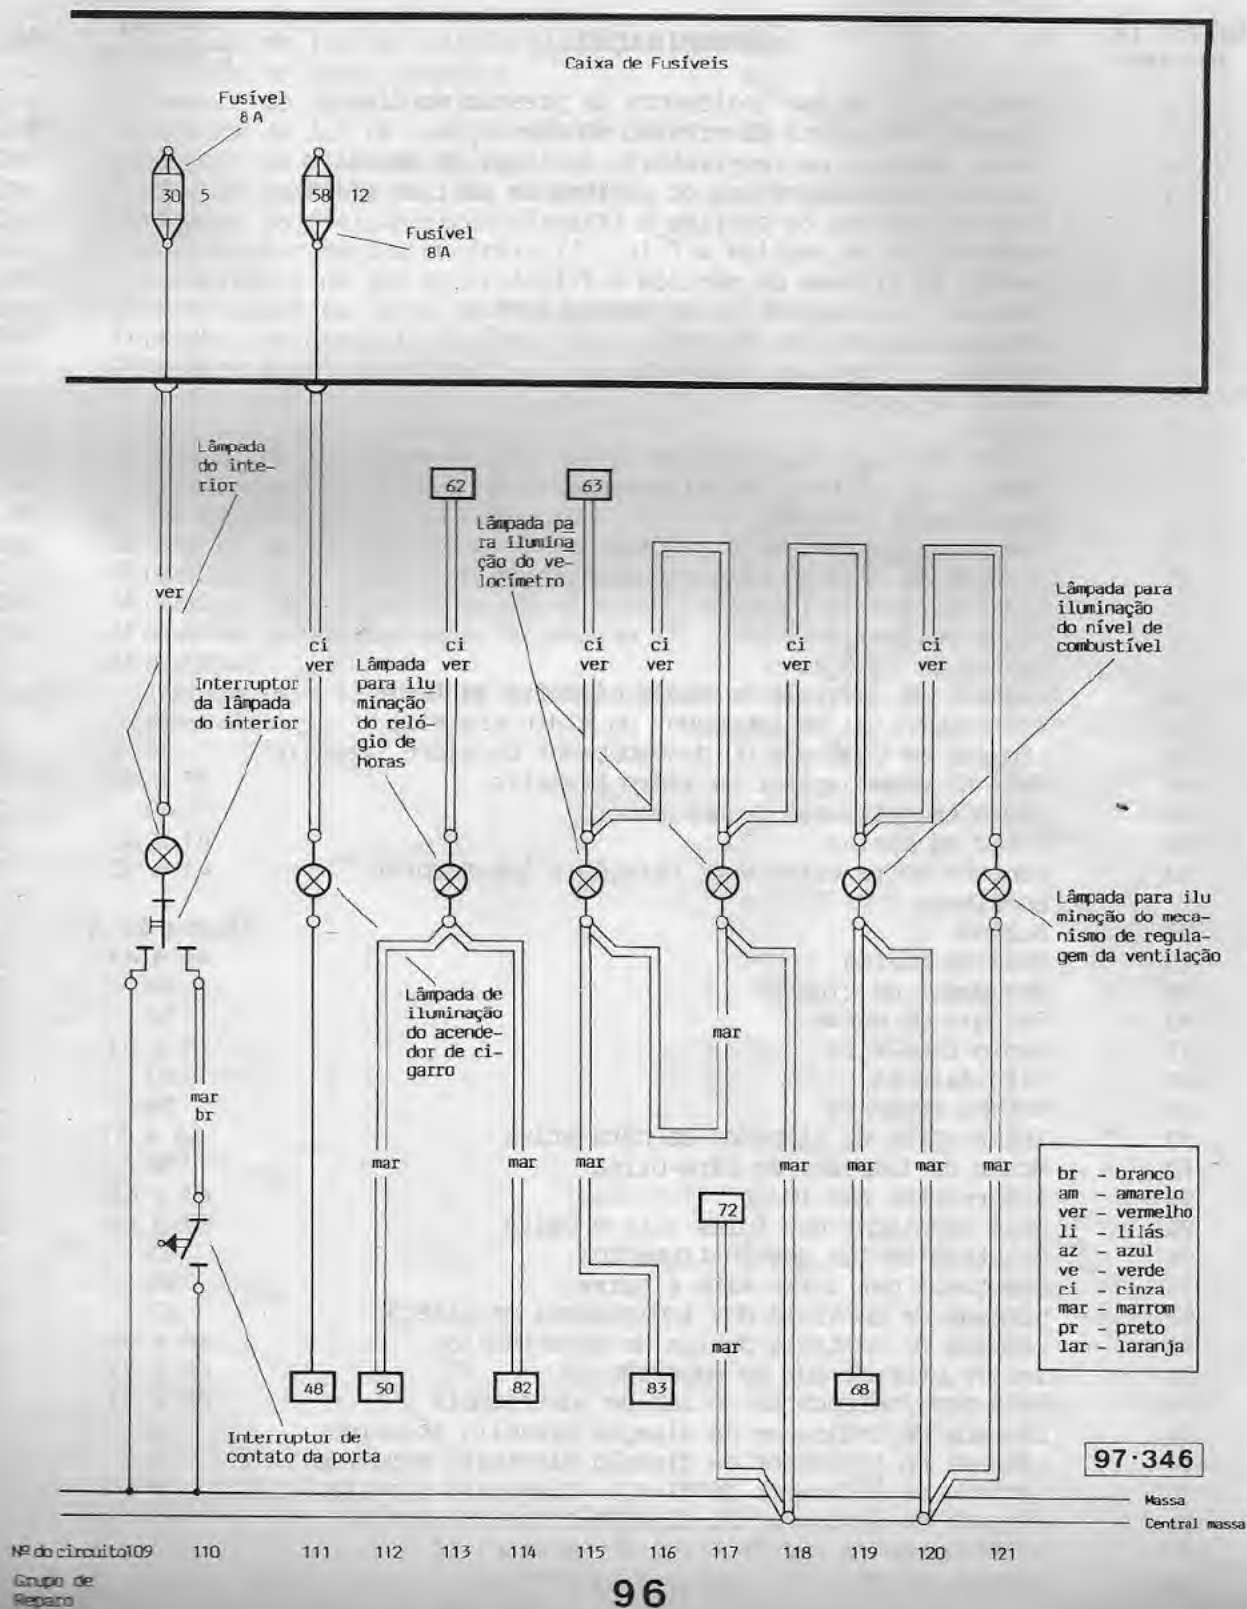 Caixa de Fusíveis
Fusível
8 A
30
5
58
12
Fusível
8 A
Lâmpada
do inte-
rior
62
63
Lâmpada pa
ra ilumina
ção do ve-
locímetro
Lâmpada para
iluminação
do nível de
combustível
ver
ci
ver
ci
ver
ci
ver
ci
ver
ci
ver
ci
ver
Lâmpada
para ilu
minação
do reló-
gio de
horas
Interruptor
da lâmpada
do interior
Lâmpada para ilu
minação do meca-
nismo de regula-
gem da ventilação
Lâmpada de
iluminação
do acende-
dor de ci-
garro
mar
mar
br
mar
mar
mar
mar
mar
mar
mar
72
mar
br - branco
am - amarelo
ver - vermelho
li - lilás
az - azul
ve - verde
ci - cinza
mar - marrom
pr - preto
lar - laranja
48
50
82
83
68
Interruptor de
contato da porta
97·346
Massa
Central massa
Nº do circuito 109 110 111 112 113 114 115 116 117 118 119 120 121
Grupo de
Reparo
96